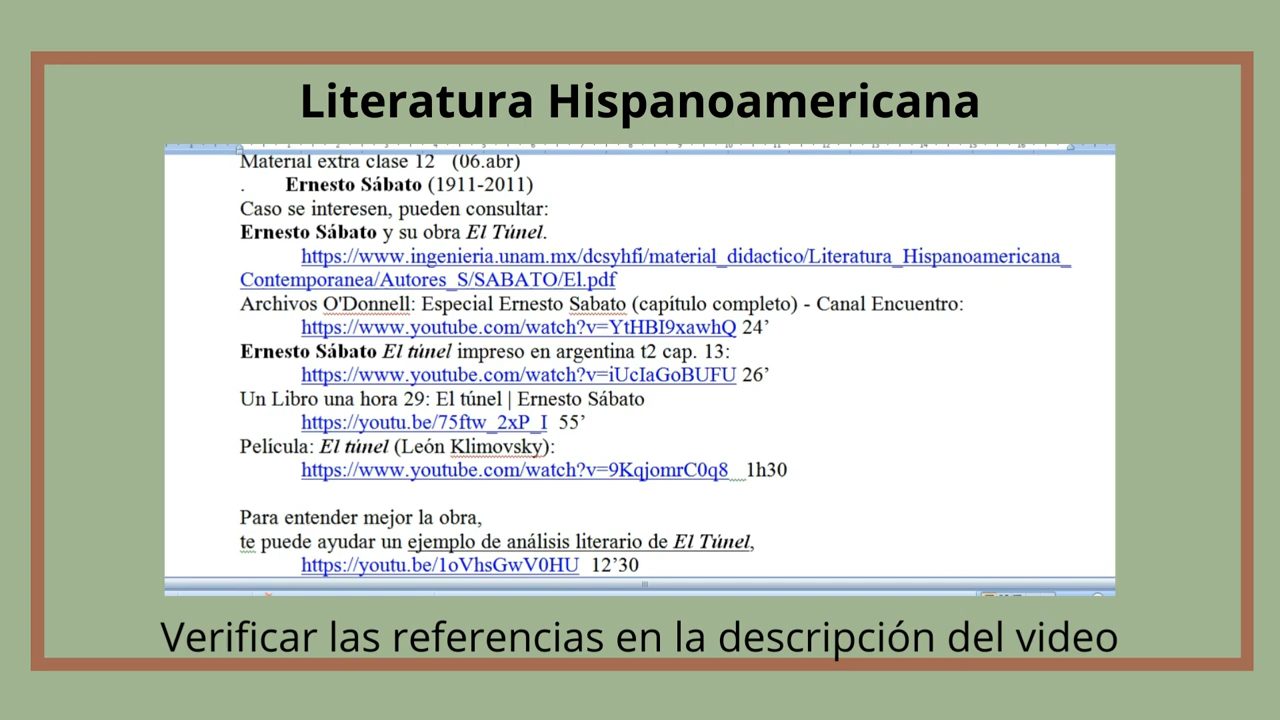 Literatura Hispanoamericana
Material extra clase 12 (06.abr)
. Ernesto Sábato (1911-2011)
Caso se interesen, pueden consultar:
Ernesto Sábato y su obra El Túnel.
https://www.ingenieria.unam.mx/dcsyhfi/material_didactico/Literatura_Hispanoamericana_
Contemporanea/Autores_S/SABATO/El.pdf
Archivos O'Donnell: Especial Ernesto Sabato (capítulo completo) - Canal Encuentro:
https://www.youtube.com/watch?v=YtHBI9xawhQ 24’
Ernesto Sábato El túnel impreso en argentina t2 cap. 13:
https://www.youtube.com/watch?v=iUcIaGoBUFU 26’
Un Libro una hora 29: El túnel | Ernesto Sábato
https://youtu.be/75ftw_2xP_I 55’
Película: El túnel (León Klimovsky):
https://www.youtube.com/watch?v=9KqjomrC0q8 1h30
Para entender mejor la obra,
te puede ayudar un ejemplo de análisis literario de El Túnel,
https://youtu.be/1oVhsGwV0HU 12’30
Verificar las referencias en la descripción del video